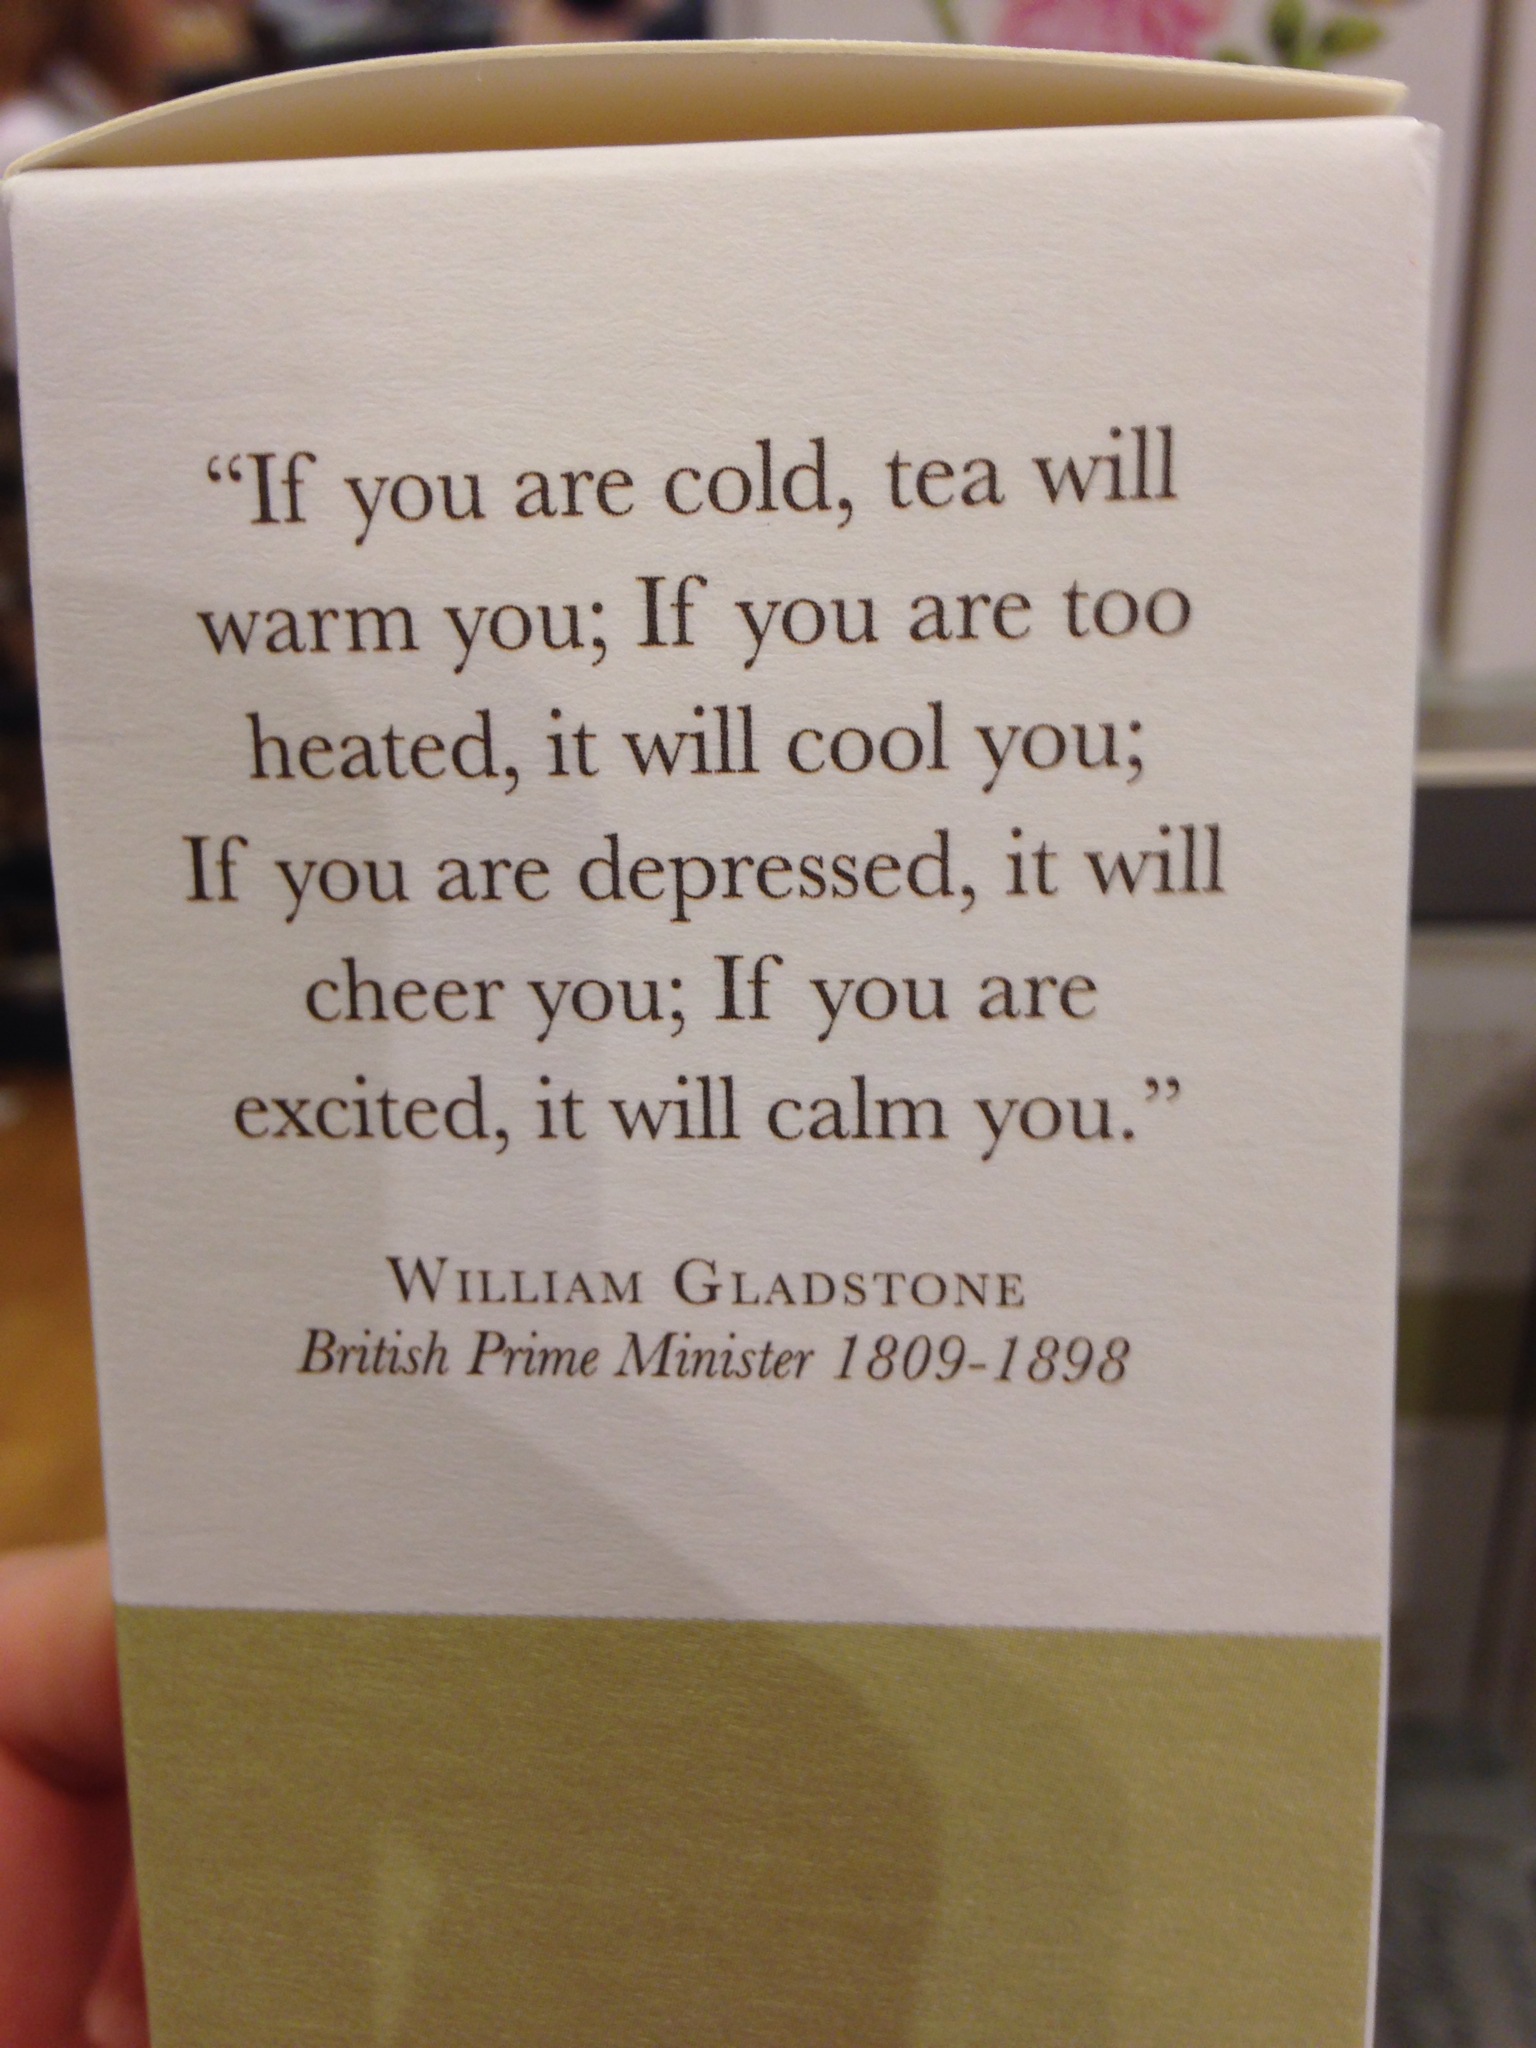 “If you are cold, tea will
warm you; If you are too
heated, it will cool you;
If you are depressed, it will
cheer you; If you are
excited, it will calm you.”
WILLIAM GLADSTONE
British Prime Minister 1809-1898